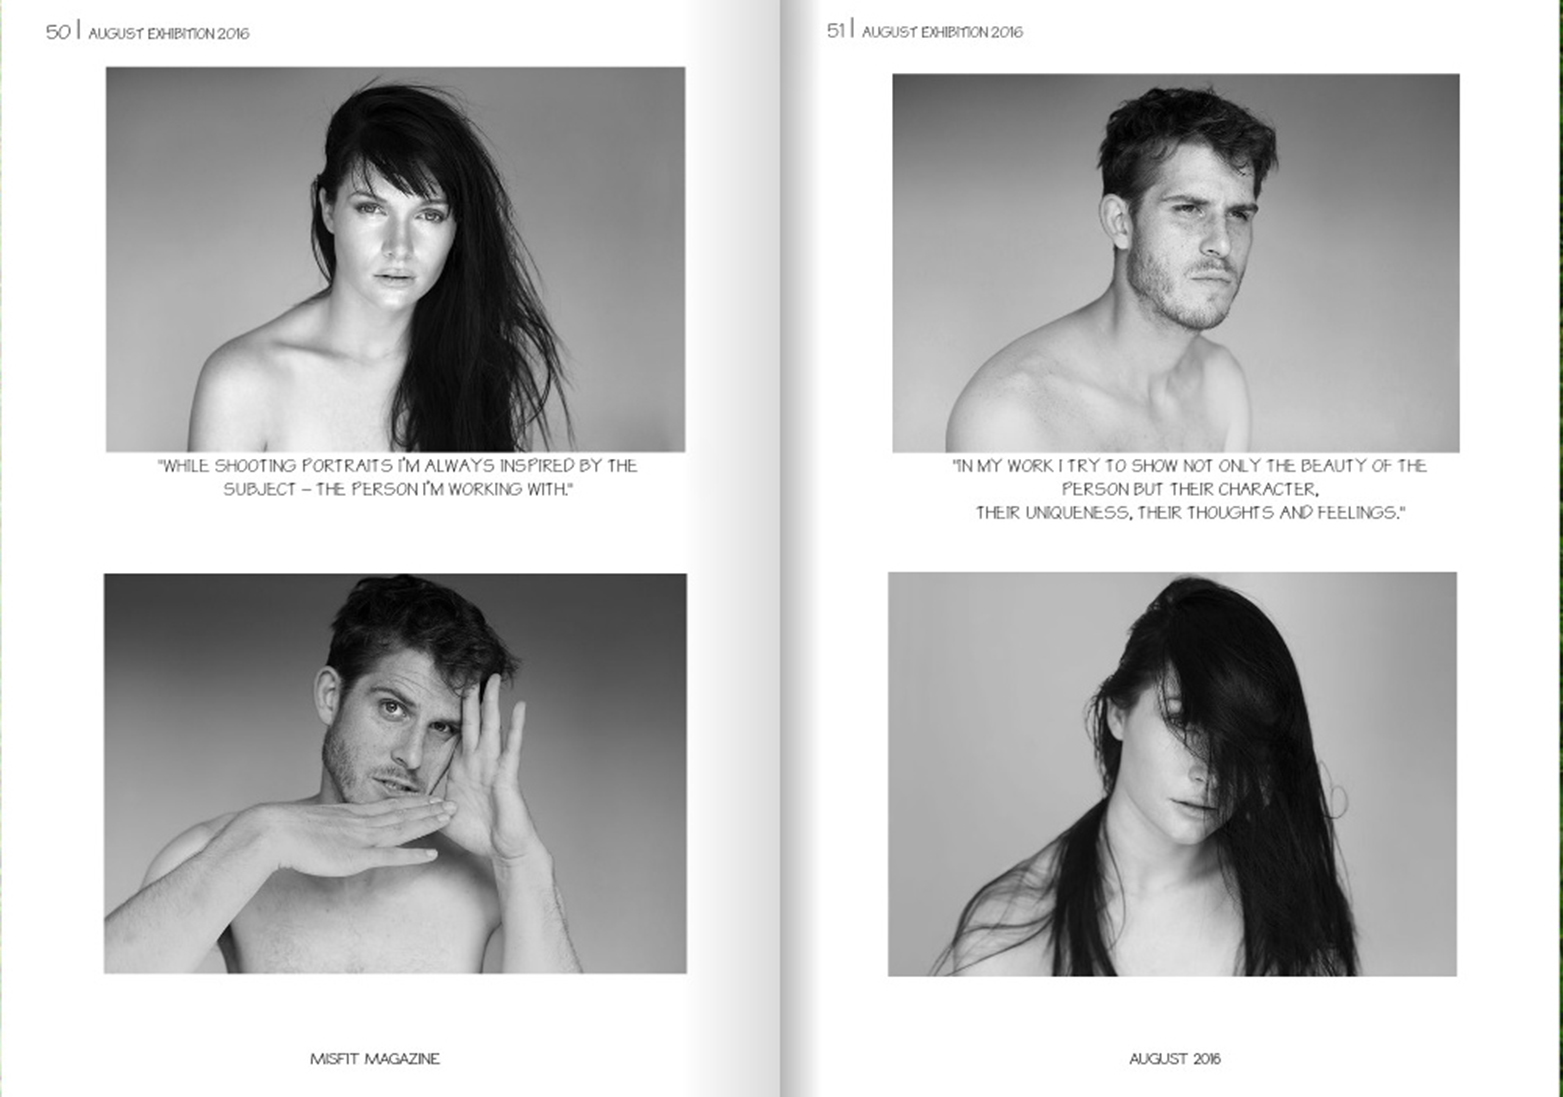 50 | AUGUST EXHIBITION 2016
"WHILE SHOOTING PORTRAITS I'M ALWAYS INSPIRED BY THE
SUBJECT – THE PERSON I'M WORKING WITH."
MISFIT MAGAZINE
51 | AUGUST EXHIBITION 2016
"IN MY WORK I TRY TO SHOW NOT ONLY THE BEAUTY OF THE
PERSON BUT THEIR CHARACTER,
THEIR UNIQUENESS, THEIR THOUGHTS AND FEELINGS."
AUGUST 2016